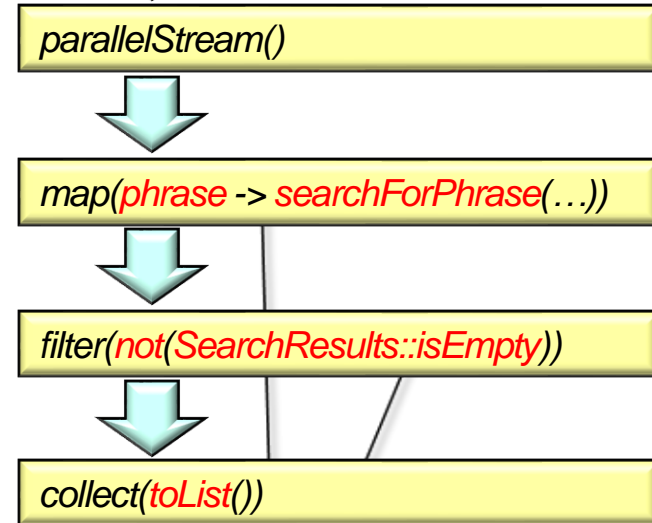 parallelStream()
map(phrase -> searchForPhrase(…))
filter(not(SearchResults::isEmpty))
collect(toList())